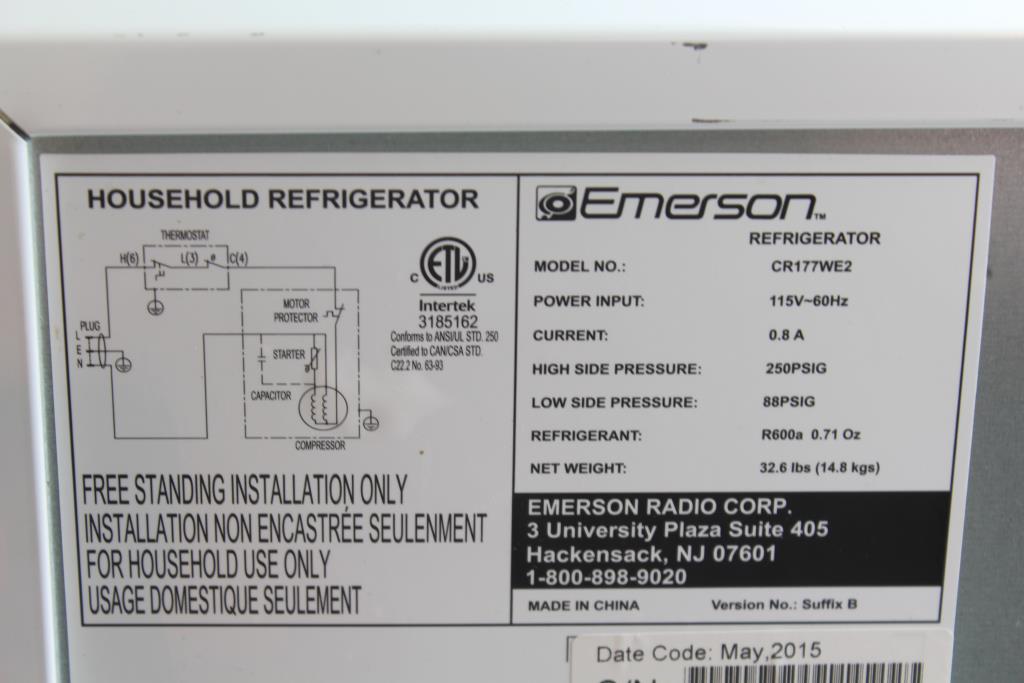 HOUSEHOLD REFRIGERATOR
THERMOSTAT
H(6) L(3) C(4)
MOTOR
PROTECTOR
PLUG
L
E
N
STARTER
CAPACITOR
COMPRESSOR
C ETL US
LISTED
Intertek
3185162
Conforms to ANSI/UL STD. 250
Certified to CAN/CSA STD.
C22.2 No. 63-93
FREE STANDING INSTALLATION ONLY
INSTALLATION NON ENCASTRÉE SEULENMENT
FOR HOUSEHOLD USE ONLY
USAGE DOMESTIQUE SEULEMENT
Emerson TM
REFRIGERATOR
MODEL NO.: CR177WE2
POWER INPUT: 115V~60Hz
CURRENT: 0.8 A
HIGH SIDE PRESSURE: 250PSIG
LOW SIDE PRESSURE: 88PSIG
REFRIGERANT: R600a 0.71 Oz
NET WEIGHT: 32.6 lbs (14.8 kgs)
EMERSON RADIO CORP.
3 University Plaza Suite 405
Hackensack, NJ 07601
1-800-898-9020
MADE IN CHINA Version No.: Suffix B
Date Code: May,2015